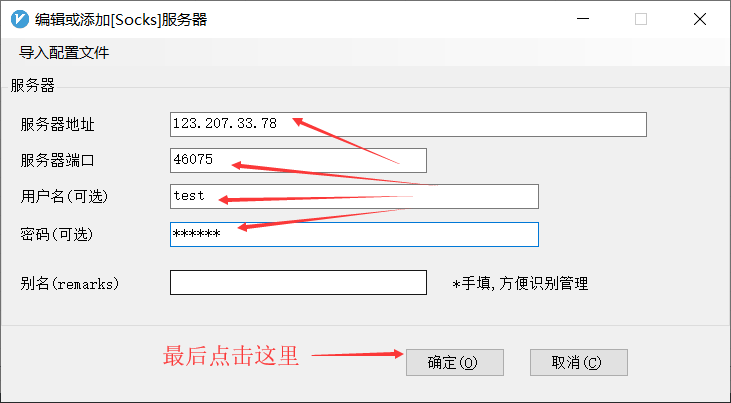 编辑或添加[Socks]服务器
导入配置文件
服务器
服务器地址 123.207.33.78
服务器端口 46075
用户名(可选) test
密码(可选) ******
别名(remarks) *手填,方便识别管理
最后点击这里 确定(O) 取消(C)